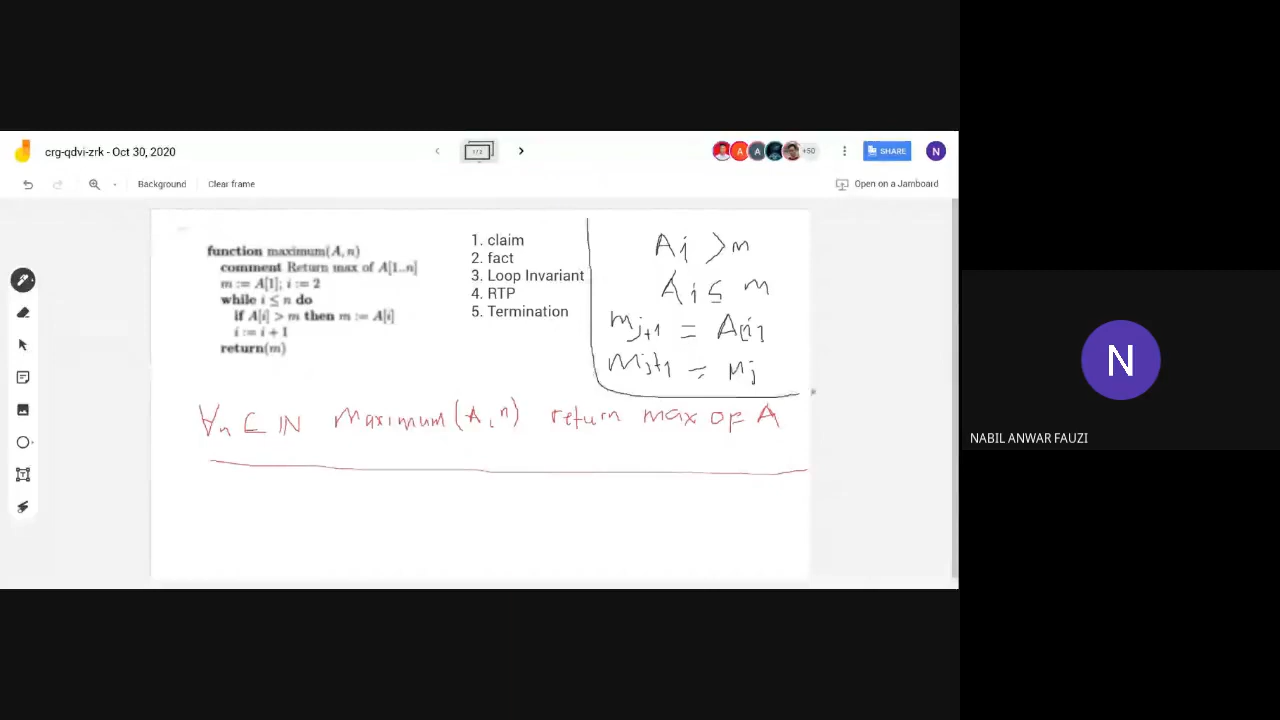 crg-qdvi-zrk - Oct 30, 2020
+50
SHARE
N
Background
Clear frame
Open on a Jamboard
function maximum(A, n)
comment Return max of A[1..n]
m := A[1]; i := 2
while i ≤ n do
if A[i] > m then m := A[i]
i := i + 1
return(m)
1. claim
2. fact
3. Loop Invariant
4. RTP
5. Termination
Ai > m
Ai ≤ m
mj+1 = A[i]
mj+1 = mj
∀n ∈ IN maximum(A, n) return max of A
N
NABIL ANWAR FAUZI